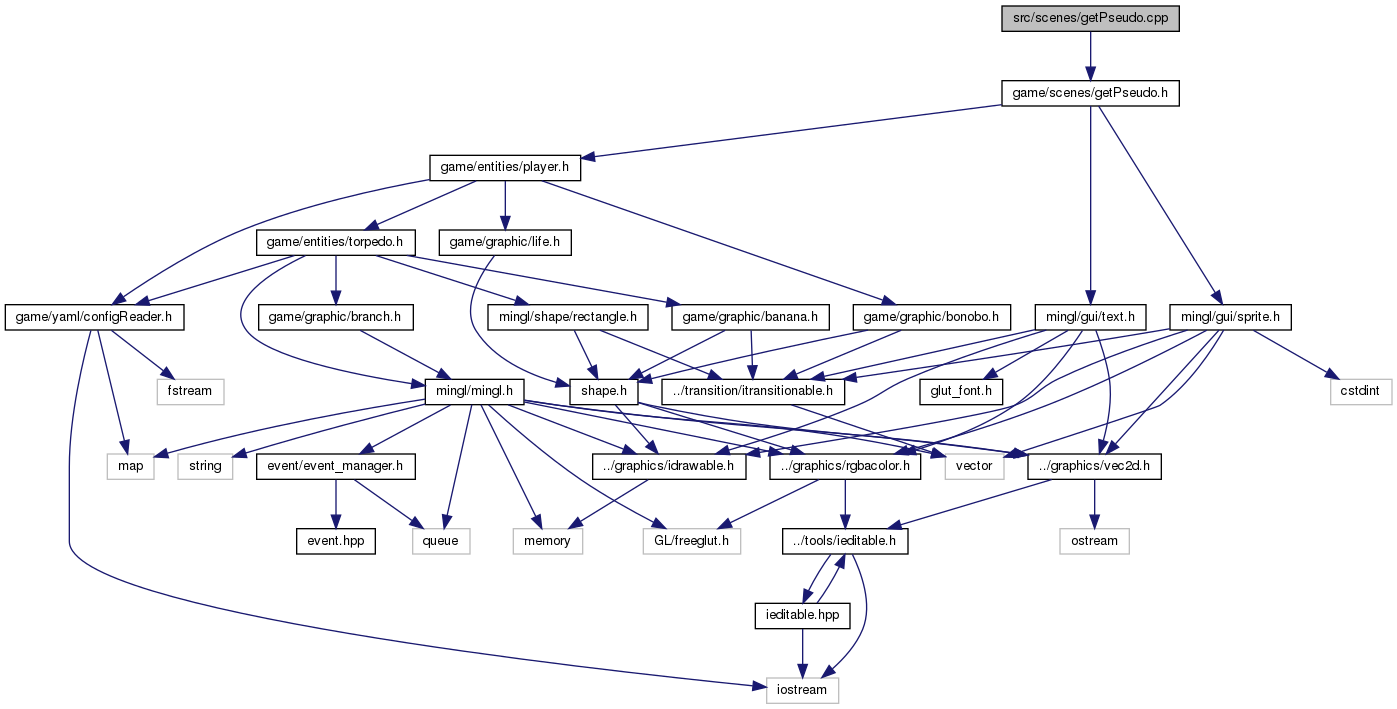 src/scenes/getPseudo.cpp
game/scenes/getPseudo.h
game/entities/player.h
game/entities/torpedo.h
game/graphic/life.h
game/yaml/configReader.h
game/graphic/branch.h
mingl/shape/rectangle.h
game/graphic/banana.h
game/graphic/bonobo.h
mingl/gui/text.h
mingl/gui/sprite.h
fstream
mingl/mingl.h
shape.h
../transition/itransitionable.h
glut_font.h
cstdint
map
string
event/event_manager.h
../graphics/idrawable.h
../graphics/rgbacolor.h
vector
../graphics/vec2d.h
event.hpp
queue
memory
GL/freeglut.h
../tools/ieditable.h
ostream
ieditable.hpp
iostream